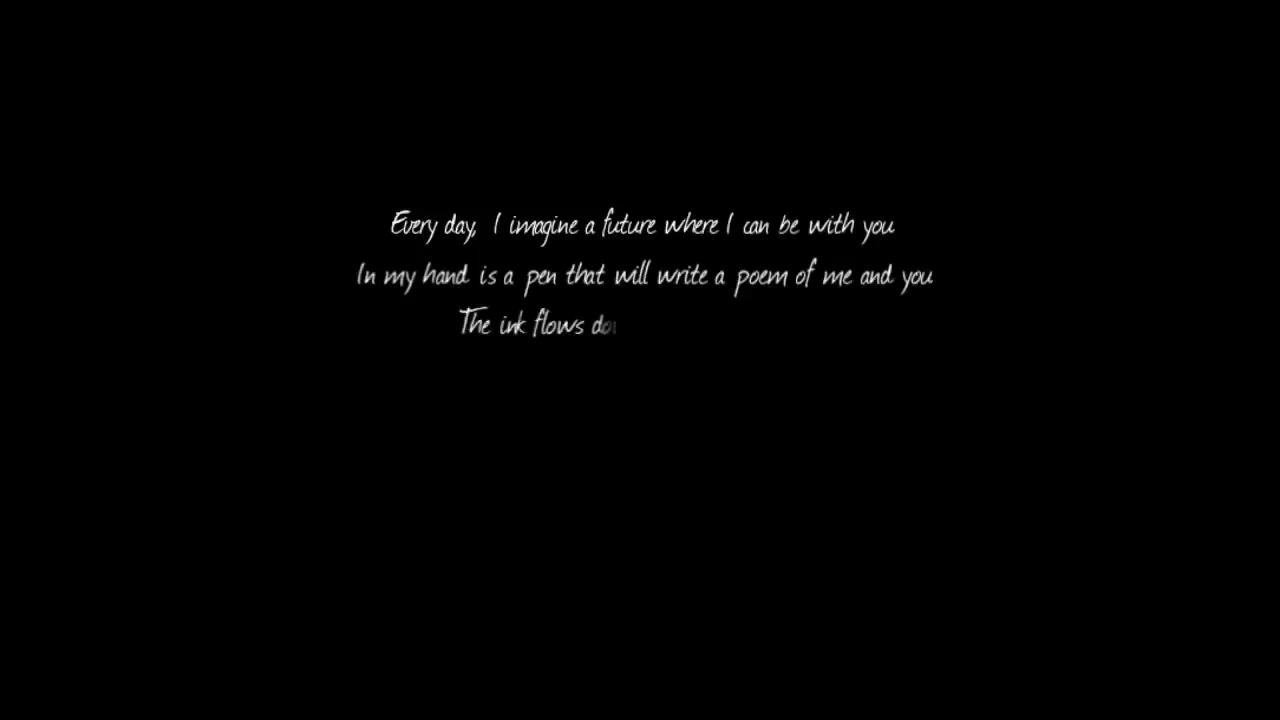 Every day, I imagine a future where I can be with you
In my hand is a pen that will write a poem of me and you
The ink flows do